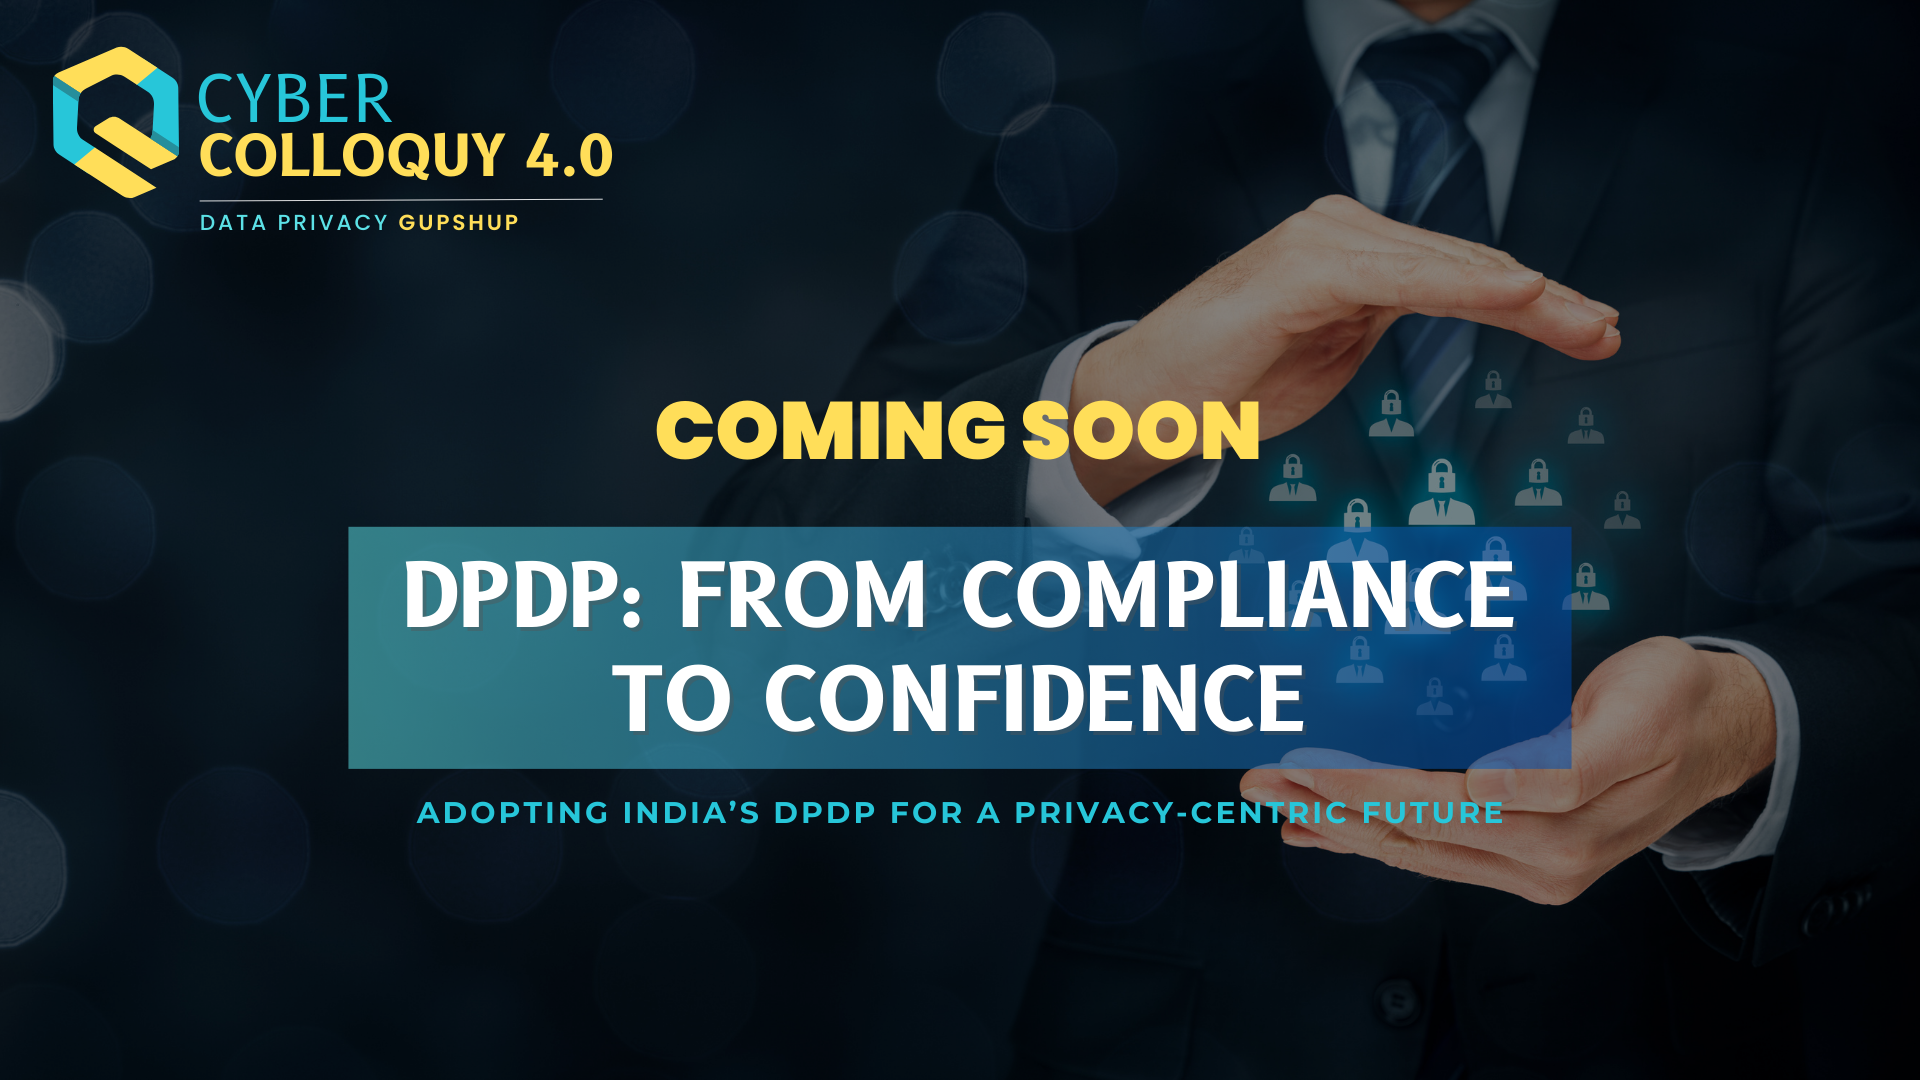 CYBER
COLLOQUY 4.0
DATA PRIVACY GUPSHUP
COMING SOON
DPDP: FROM COMPLIANCE
TO CONFIDENCE
ADOPTING INDIA’S DPDP FOR A PRIVACY-CENTRIC FUTURE